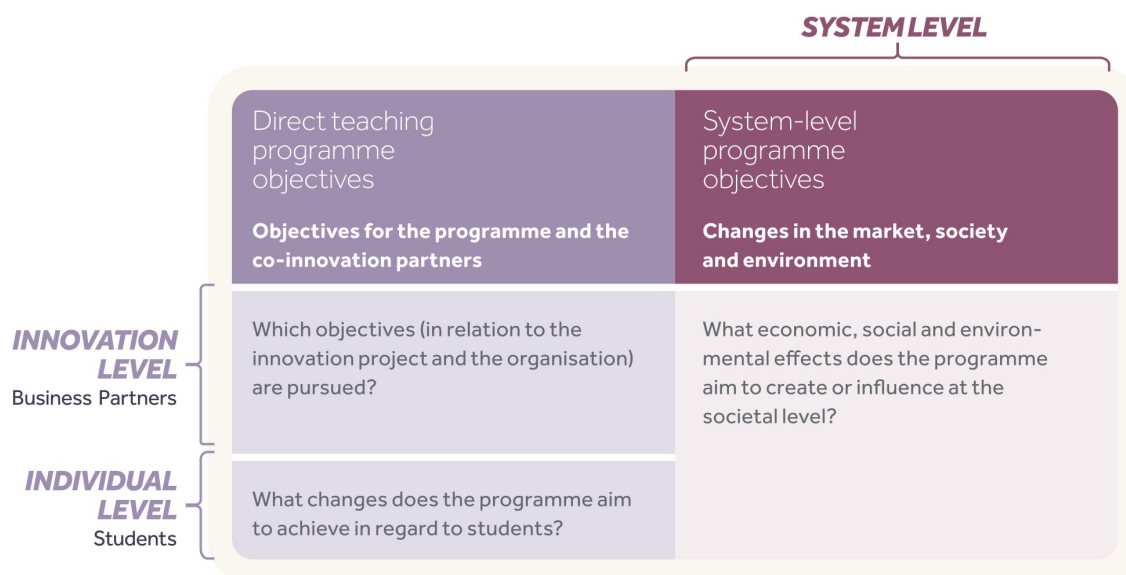 SYSTEM LEVEL
Direct teaching
programme
objectives
Objectives for the programme and the
co-innovation partners
System-level
programme
objectives
Changes in the market, society
and environment
INNOVATION
LEVEL
Business Partners
Which objectives (in relation to the
innovation project and the organisation)
are pursued?
What economic, social and environ-
mental effects does the programme
aim to create or influence at the
societal level?
INDIVIDUAL
LEVEL
Students
What changes does the programme aim
to achieve in regard to students?